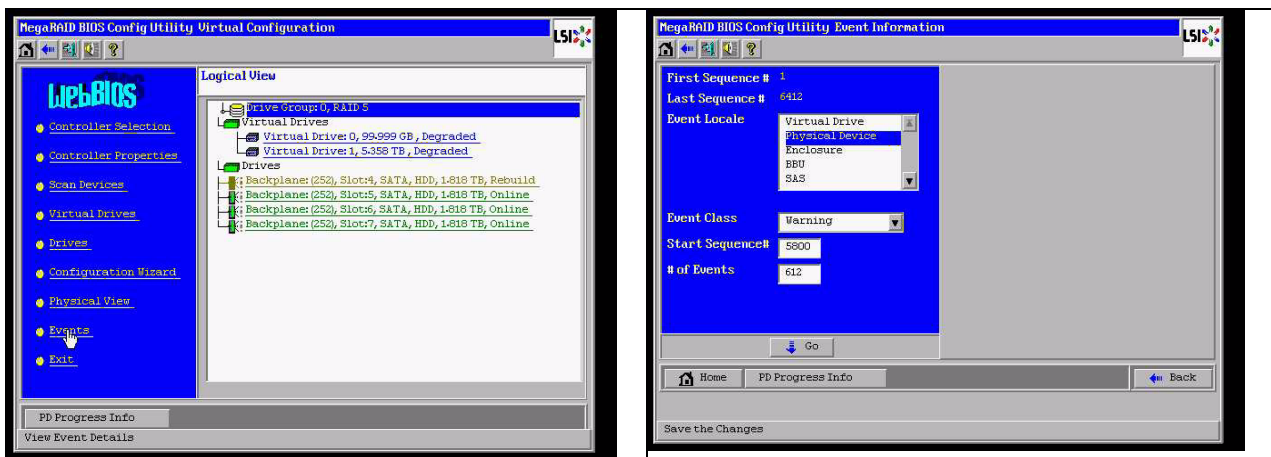 MegaRAID BIOS Config Utility Virtual Configuration
LSI
WebBIOS
Controller Selection
Controller Properties
Scan Devices
Virtual Drives
Drives
Configuration Wizard
Physical View
Events
Exit
Logical View
Drive Group: 0, RAID 5
Virtual Drives
Virtual Drive: 0, 99.999 GB, Degraded
Virtual Drive: 1, 5.358 TB, Degraded
Drives
Backplane: (252), Slot:4, SATA, HDD, 1.818 TB, Rebuild
Backplane: (252), Slot:5, SATA, HDD, 1.818 TB, Online
Backplane: (252), Slot:6, SATA, HDD, 1.818 TB, Online
Backplane: (252), Slot:7, SATA, HDD, 1.818 TB, Online
PD Progress Info
View Event Details
MegaRAID BIOS Config Utility Event Information
LSI
First Sequence # 1
Last Sequence # 6412
Event Locale
Virtual Drive
Physical Device
Enclosure
BBU
SAS
Event Class Warning
Start Sequence# 5800
# of Events 612
Go
Home
PD Progress Info
Back
Save the Changes